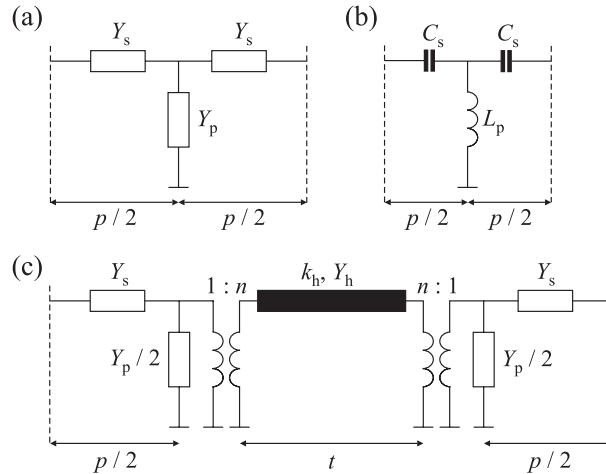 (a)
Y_s
Y_s
Y_p
p / 2
p / 2
(b)
C_s
C_s
L_p
p / 2
p / 2
(c)
Y_s
1 : n
k_h, Y_h
n : 1
Y_s
Y_p / 2
Y_p / 2
p / 2
t
p / 2